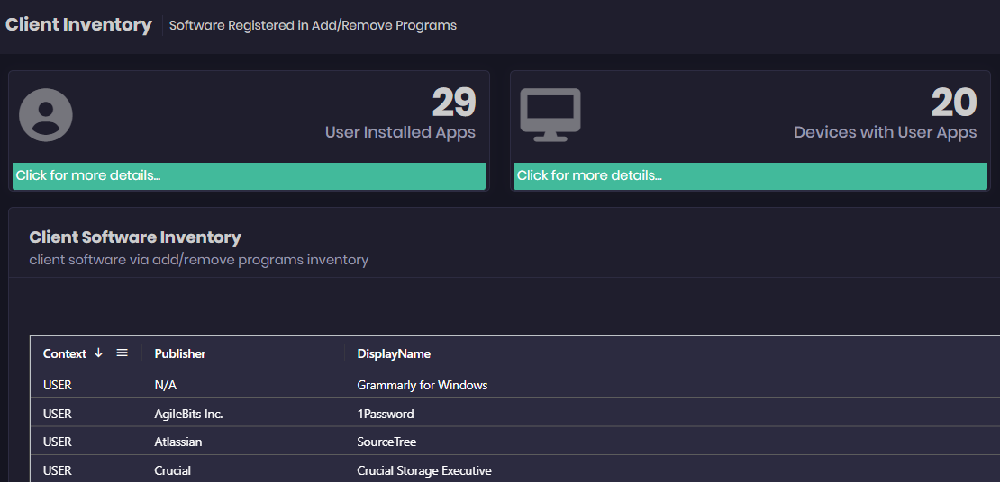 Client Inventory Software Registered in Add/Remove Programs
29
User Installed Apps
Click for more details...
20
Devices with User Apps
Click for more details...
Client Software Inventory
client software via add/remove programs inventory
Context Publisher DisplayName
USER N/A Grammarly for Windows
USER AgileBits Inc. 1Password
USER Atlassian SourceTree
USER Crucial Crucial Storage Executive